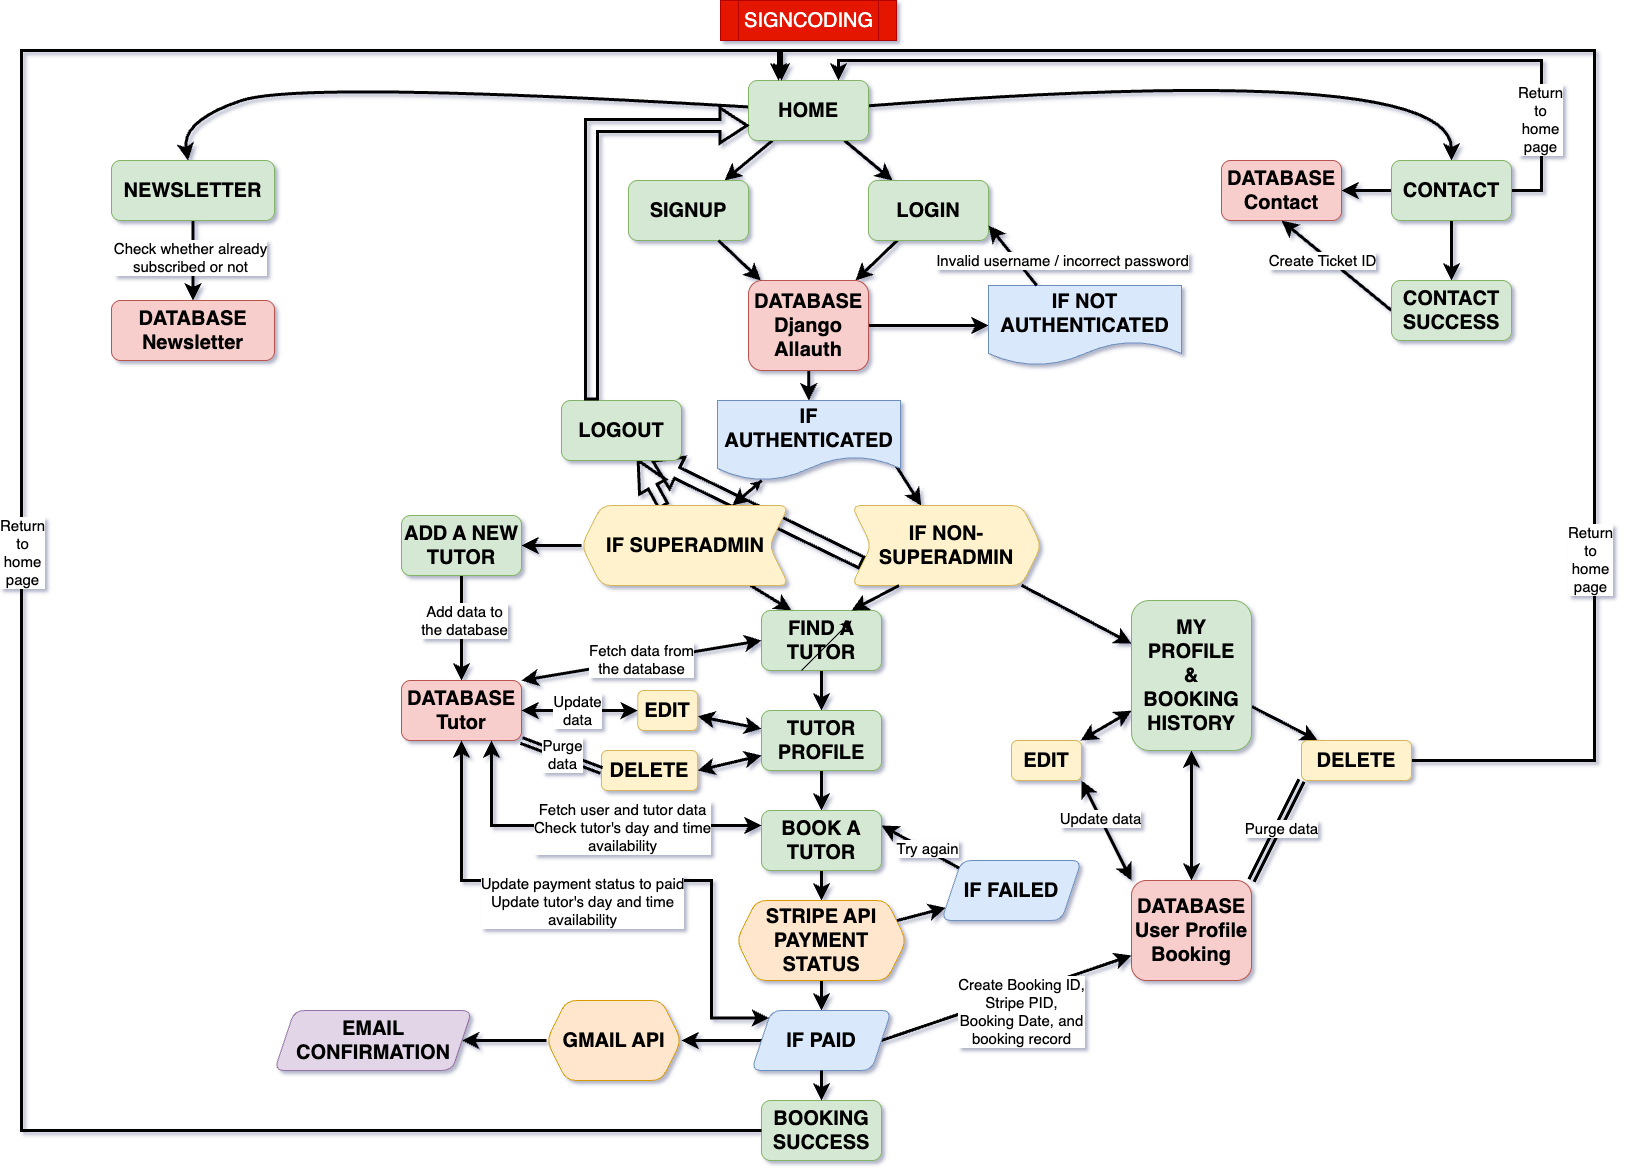 SIGNCODING
HOME
Return
to
home
page
NEWSLETTER
SIGNUP
LOGIN
DATABASE
Contact
CONTACT
Check whether already
subscribed or not
Invalid username / incorrect password
Create Ticket ID
DATABASE
Newsletter
DATABASE
Django
Allauth
IF NOT
AUTHENTICATED
CONTACT
SUCCESS
LOGOUT
IF
AUTHENTICATED
Return
to
home
page
ADD A NEW
TUTOR
IF SUPERADMIN
IF NON-
SUPERADMIN
Return
to
home
page
Add data to
the database
FIND A
TUTOR
MY
PROFILE
&
BOOKING
HISTORY
Fetch data from
the database
DATABASE
Tutor
Update
data
EDIT
TUTOR
PROFILE
Purge
data
DELETE
EDIT
DELETE
Fetch user and tutor data
Check tutor's day and time
availability
BOOK A
TUTOR
Update data
Purge data
Try again
Update payment status to paid
Update tutor's day and time
availability
IF FAILED
STRIPE API
PAYMENT
STATUS
DATABASE
User Profile
Booking
Create Booking ID,
Stripe PID,
Booking Date, and
booking record
EMAIL
CONFIRMATION
GMAIL API
IF PAID
BOOKING
SUCCESS